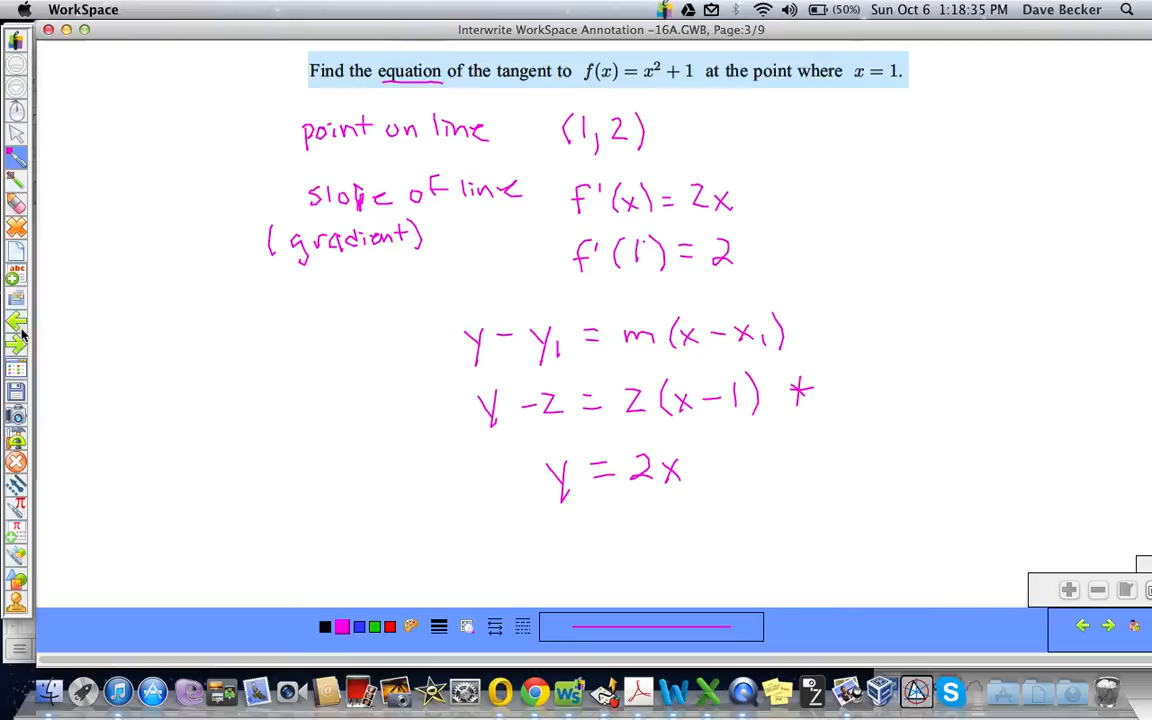 WorkSpace (50%) Sun Oct 6 1:18:35 PM Dave Becker
Interwrite WorkSpace Annotation -16A.GWB, Page:3/9
Find the equation of the tangent to f(x) = x² + 1 at the point where x = 1.
point on line (1, 2)
slope of line f'(x) = 2x
(gradient) f'(1) = 2
y - y₁ = m(x - x₁)
y - 2 = 2(x - 1) *
y = 2x